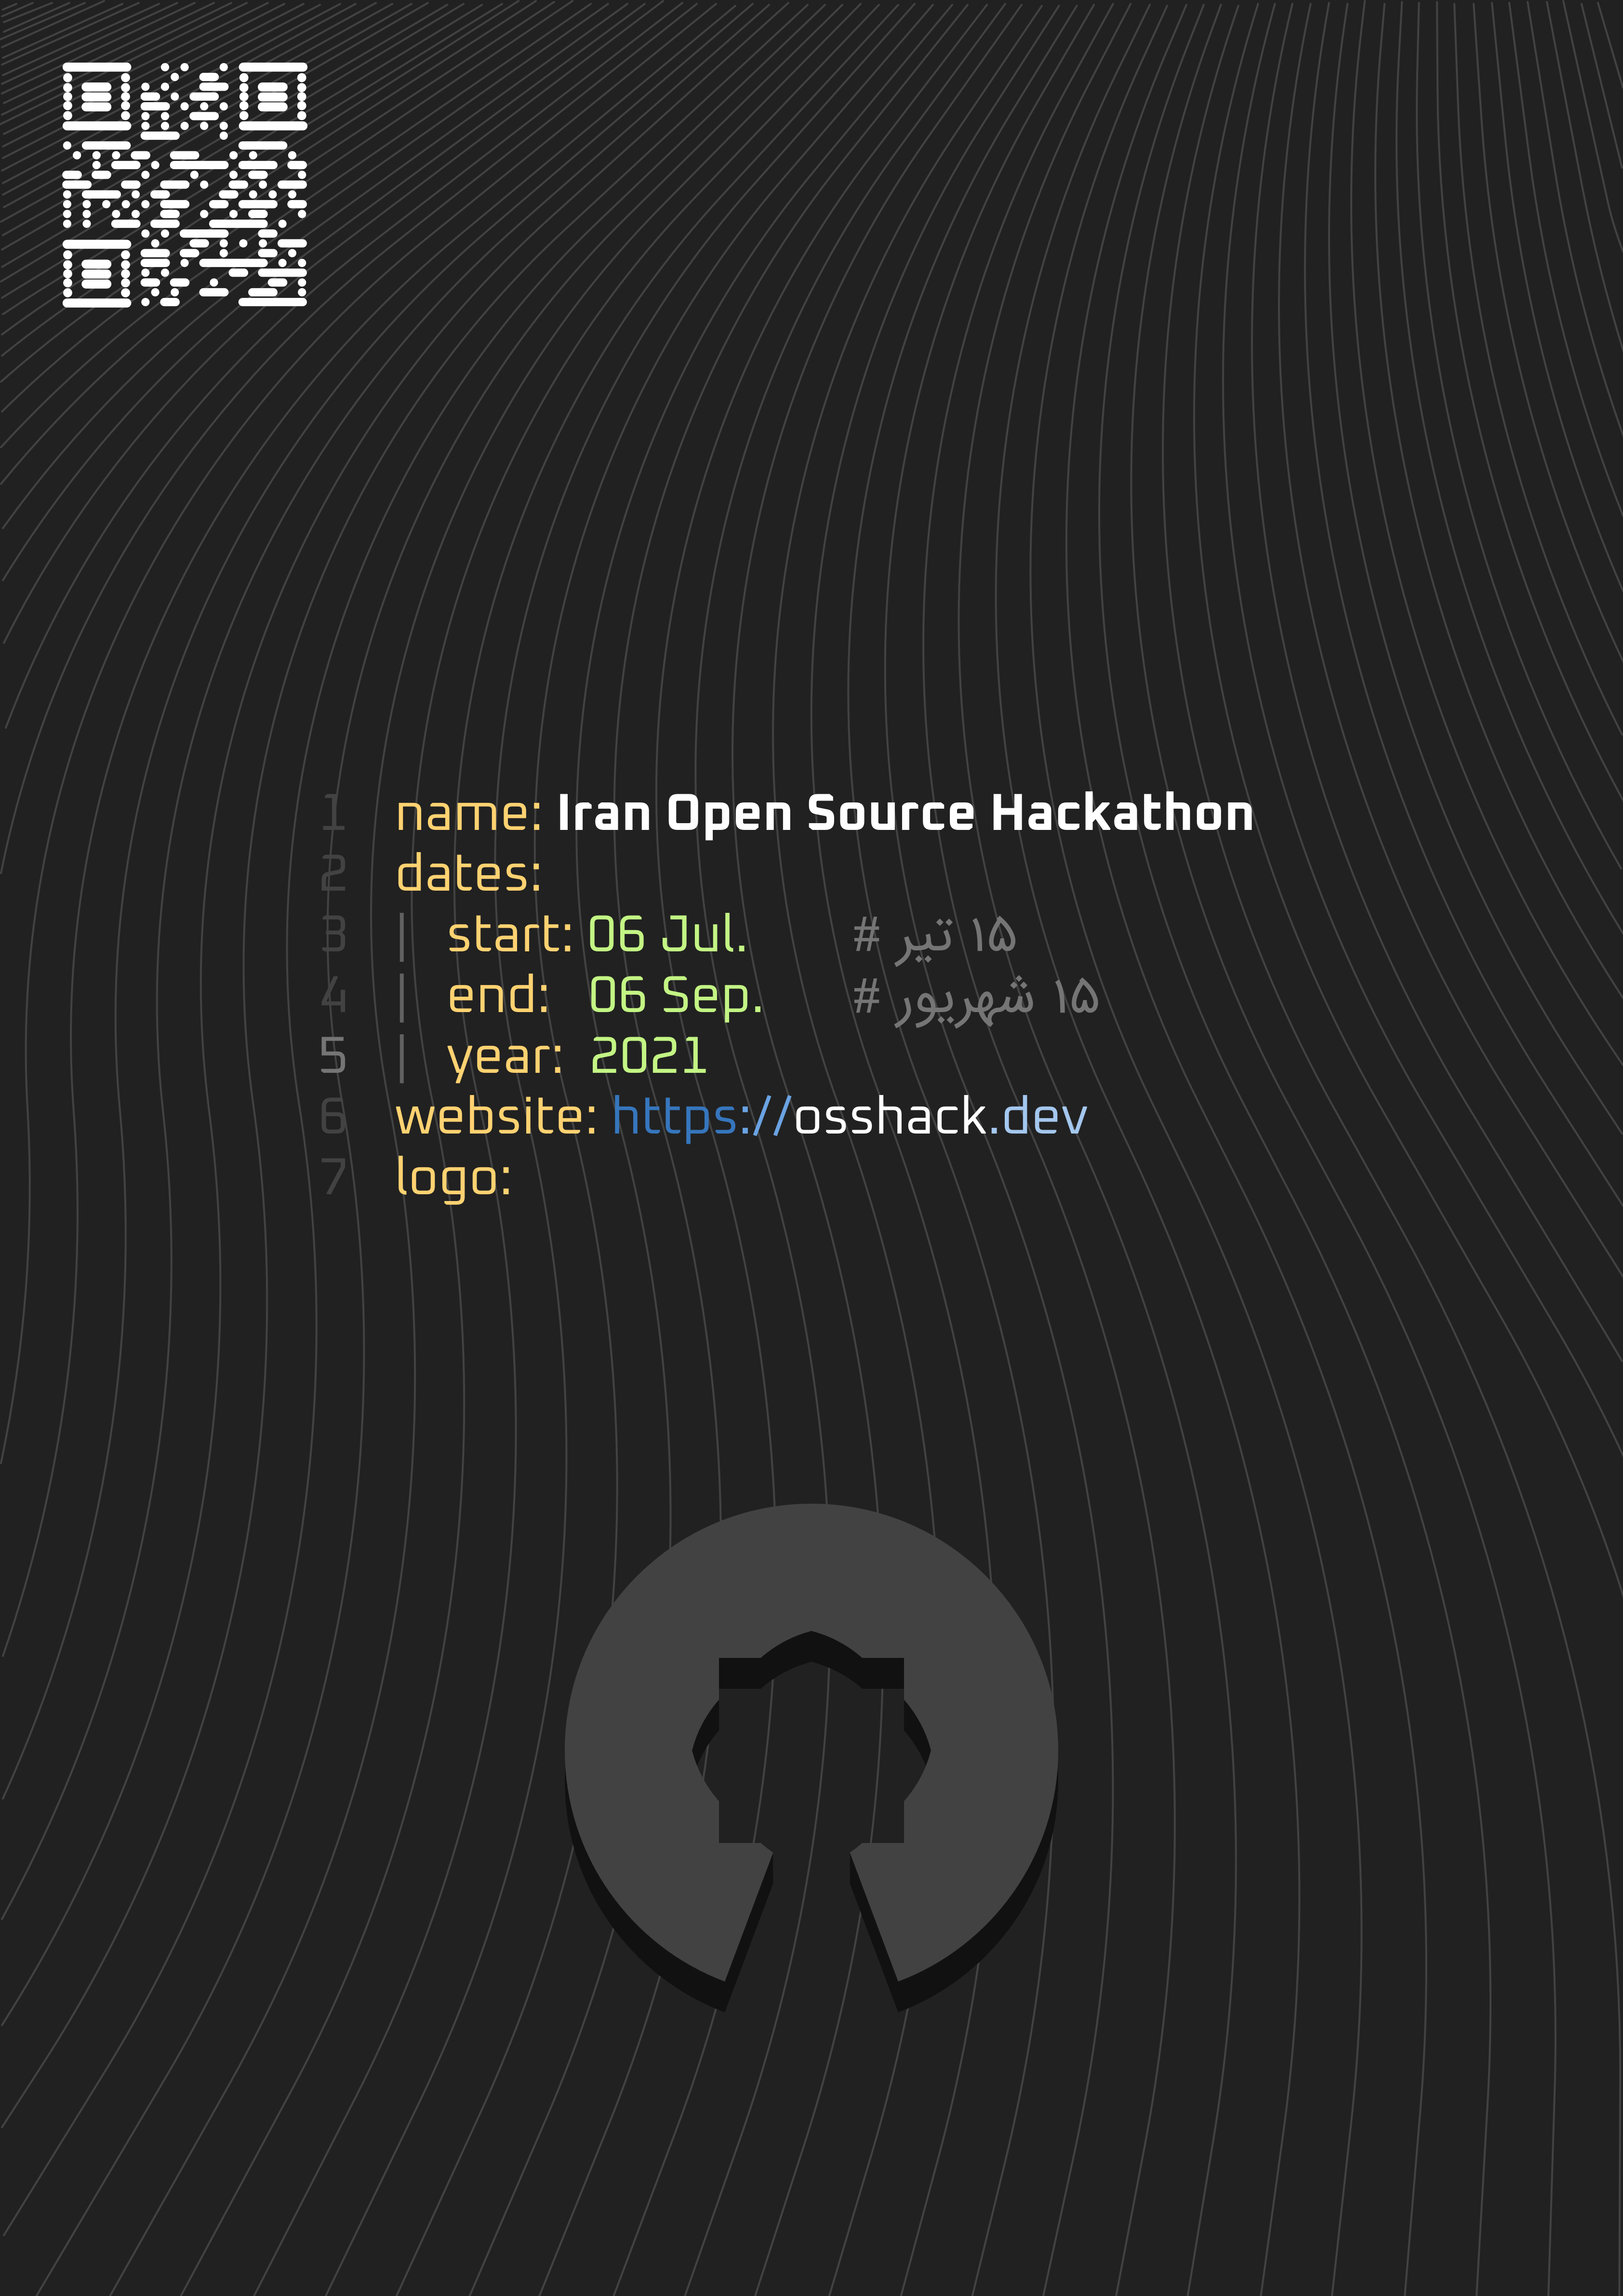 1 name: Iran Open Source Hackathon
2 dates:
3 | start: 06 Jul. # ۱۵ تیر
4 | end: 06 Sep. # ۱۵ شهریور
5 | year: 2021
6 website: https://osshack.dev
7 logo: